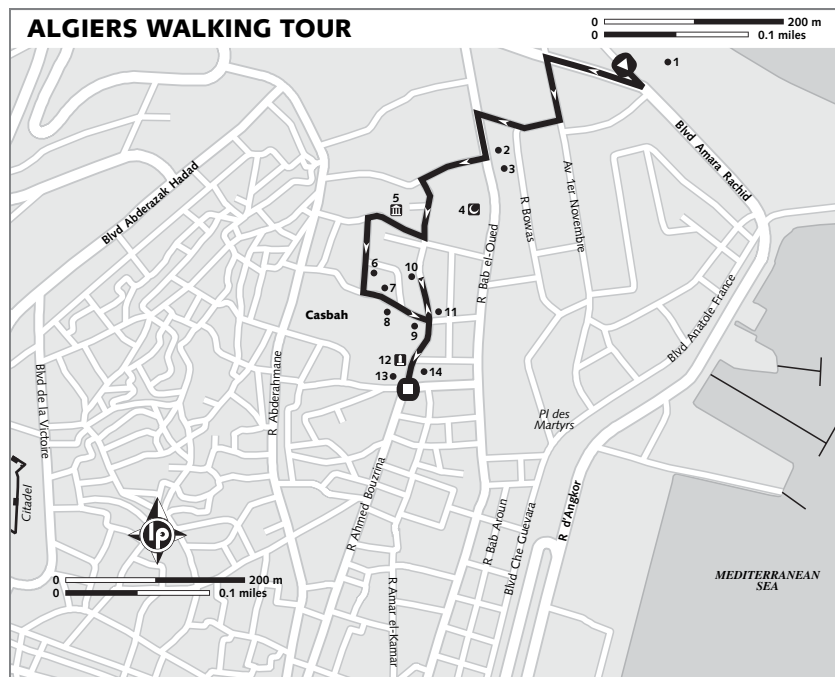 ALGIERS WALKING TOUR
0 200 m
0 0.1 miles
1
Blvd Amara Rachid
2
3
Av 1er Novembre
Blvd Abderazak Hadad
5
4
R Bowas
R Bab el-Oued
6
10
7
Casbah
8
9
11
Blvd Anatole France
12
13
14
Blvd de la Victoire
R Abderahmane
Pl des
Martyrs
R Ahmed Bouzrina
Citadel
lp
R Bab Aroun
Blvd Che Guevara
R d'Angkor
0 200 m
0 0.1 miles
R Amar el-Kamar
MEDITERRANEAN
SEA